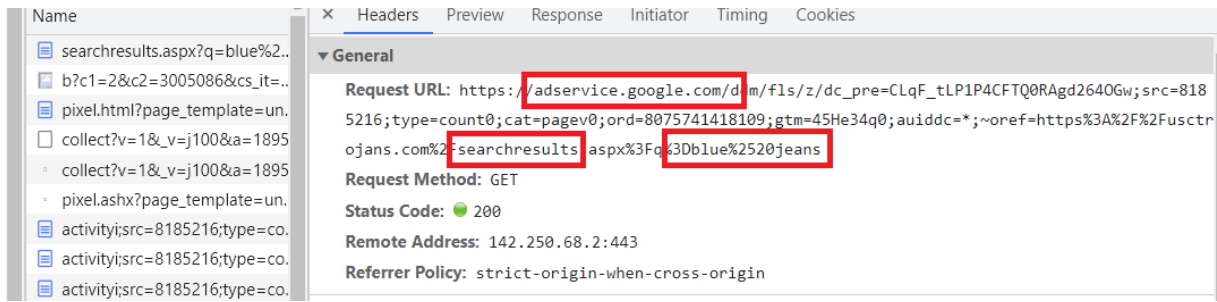 Name
searchresults.aspx?q=blue%2..
b?c1=2&c2=3005086&cs_it=..
pixel.html?page_template=un.
collect?v=1&_v=j100&a=1895
collect?v=1&_v=j100&a=1895
pixel.ashx?page_template=un.
activityi;src=8185216;type=co.
activityi;src=8185216;type=co.
activityi;src=8185216;type=co.
× Headers Preview Response Initiator Timing Cookies
▼ General
Request URL: https://adservice.google.com/ddm/fls/z/dc_pre=CLqF_tLP1P4CFTQ0RAgd264OGw;src=818
5216;type=count0;cat=pagev0;ord=8075741418109;gtm=45He34q0;auiddc=*;~oref=https%3A%2F%2Fusctr
ojans.com%2Fsearchresults.aspx%3Fq%3Dblue%2520jeans
Request Method: GET
Status Code: 200
Remote Address: 142.250.68.2:443
Referrer Policy: strict-origin-when-cross-origin